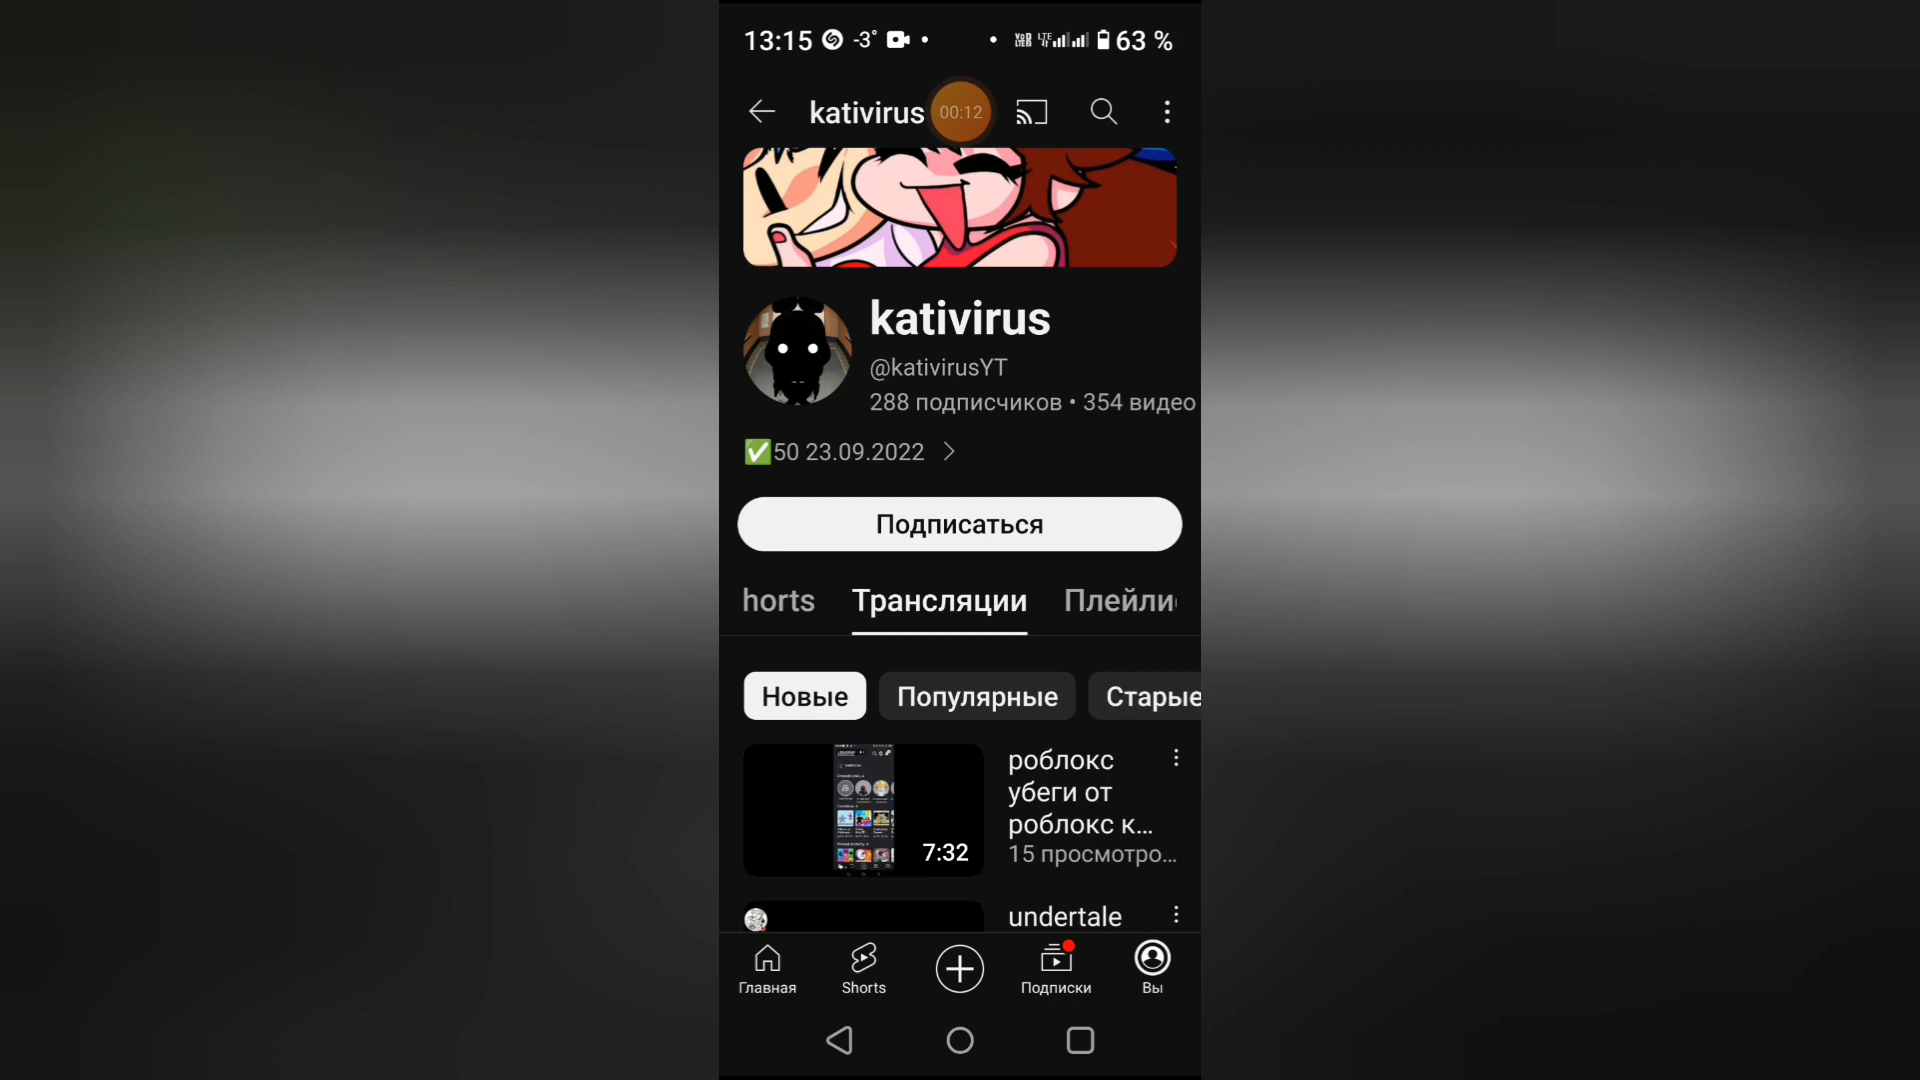 13:15 -3° 63 %
kativirus 00:12
kativirus
@kativirusYT
288 подписчиков • 354 видео
✅50 23.09.2022
Подписаться
horts Трансляции Плейли
Новые Популярные Старые
роблокс
убеги от
роблокс к...
15 просмотро...
7:32
undertale
Главная Shorts Подписки Вы